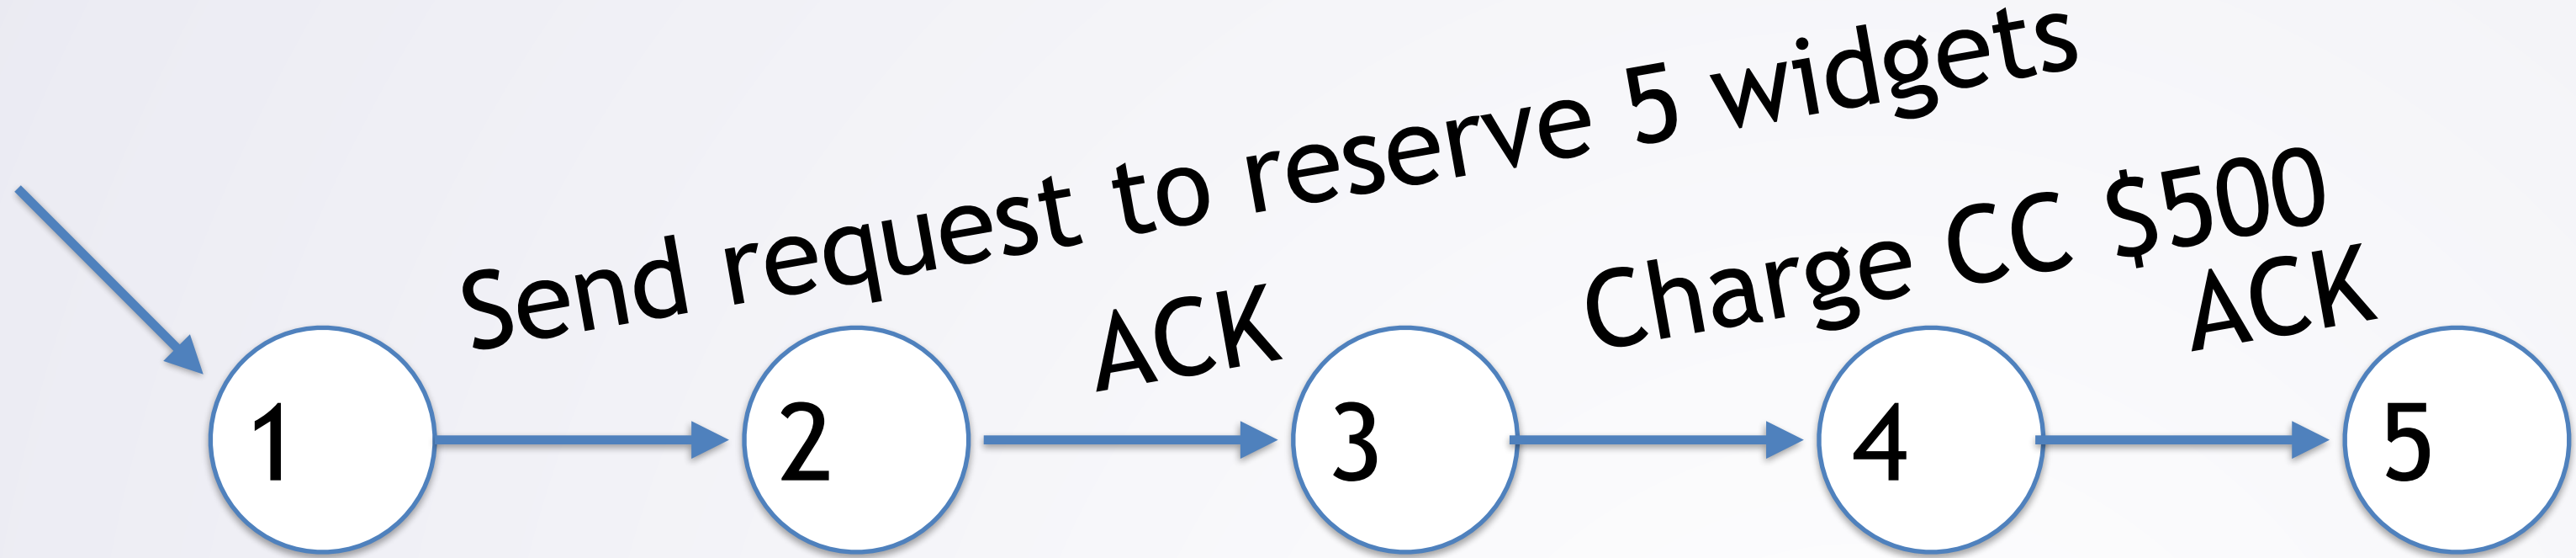 Send request to reserve 5 widgets
ACK
Charge CC $500
ACK
1
2
3
4
5